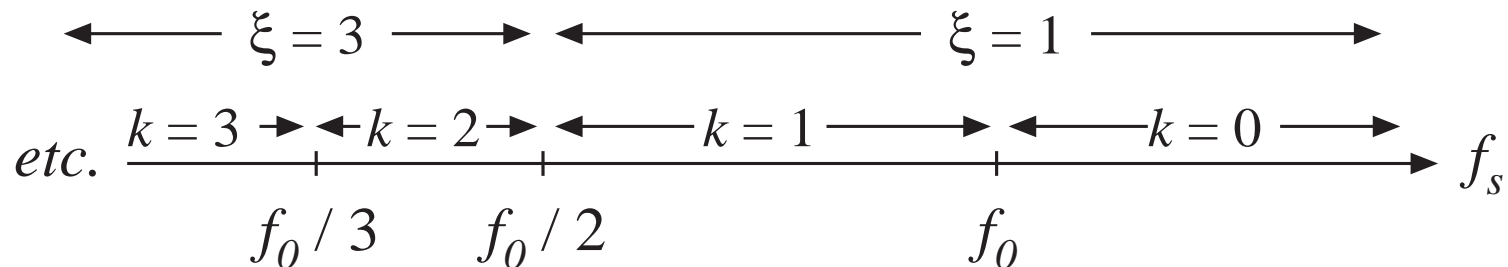 ξ = 3 ξ = 1
k = 3 k = 2 k = 1 k = 0
etc. f_s
f_0 / 3 f_0 / 2 f_0